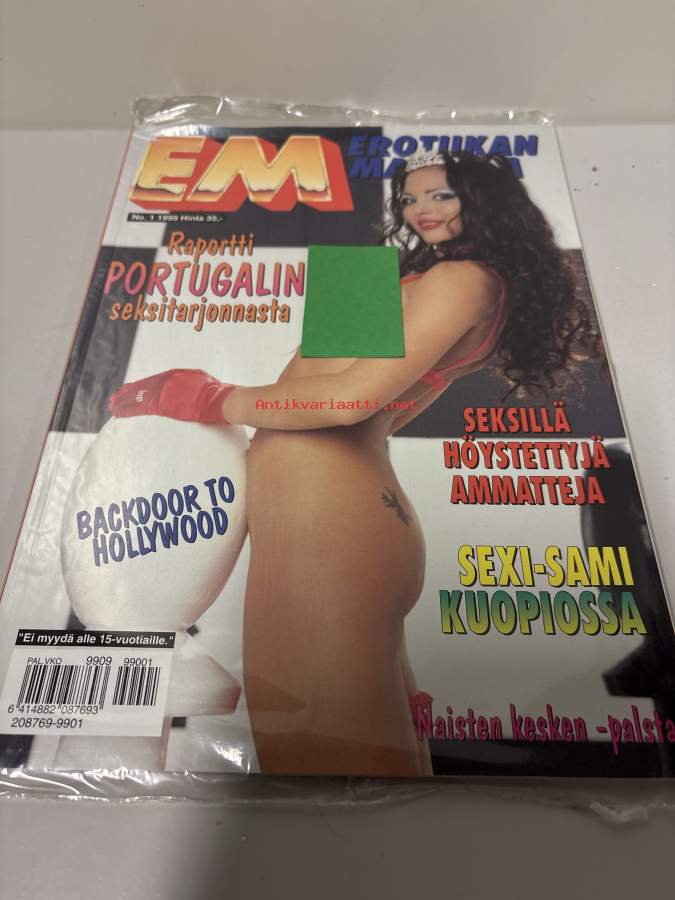 EM
EROTIIKAN
No. 1 1999 Hinta 35,-
Raportti
PORTUGALIN
seksitarjonnasta
Antikvariaatti.net
SEKSILLÄ
HÖYSTETTYJÄ
AMMATTEJA
BACKDOOR TO
HOLLYWOOD
SEXI-SAMI
KUOPIOSSA
"Ei myydä alle 15-vuotiaille."
PAL.VKO 9909 99001
6 414882 087693
208769-9901
Naisten kesken -palsta